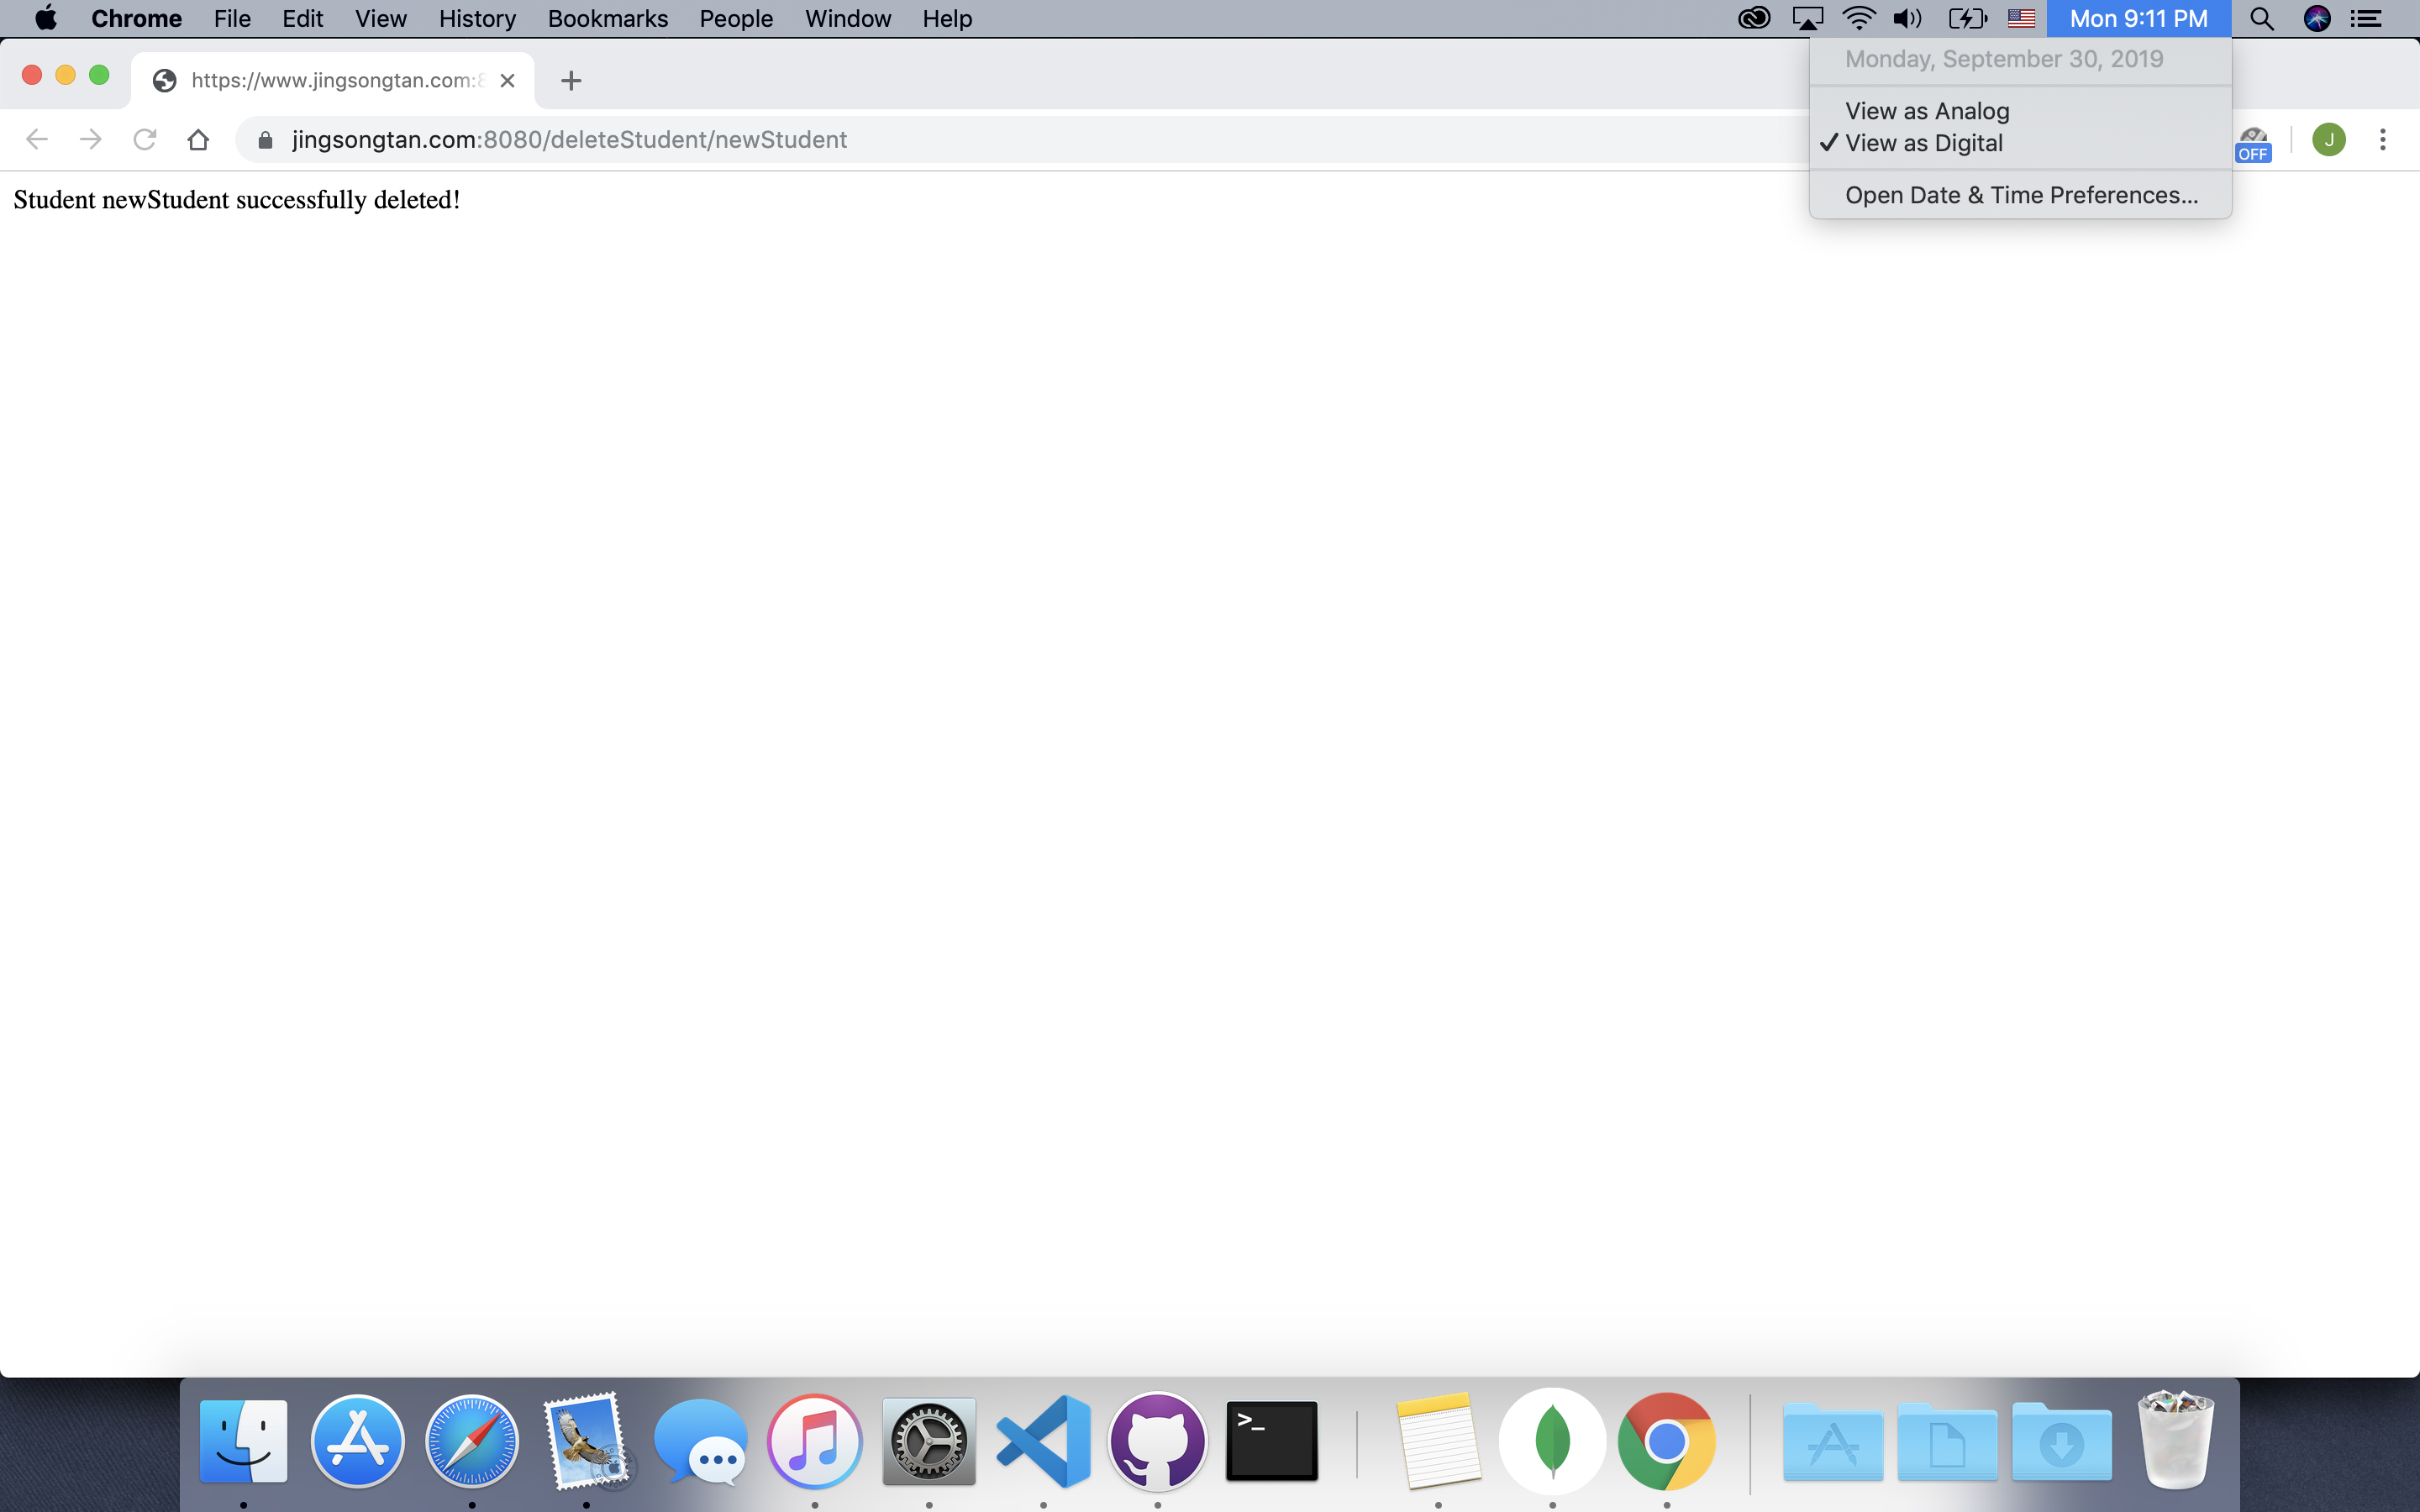 Chrome File Edit View History Bookmarks People Window Help Mon 9:11 PM
Monday, September 30, 2019
View as Analog
✓ View as Digital
Open Date & Time Preferences...
https://www.jingsongtan.com:8
jingsongtan.com:8080/deleteStudent/newStudent
OFF
J
Student newStudent successfully deleted!
>_